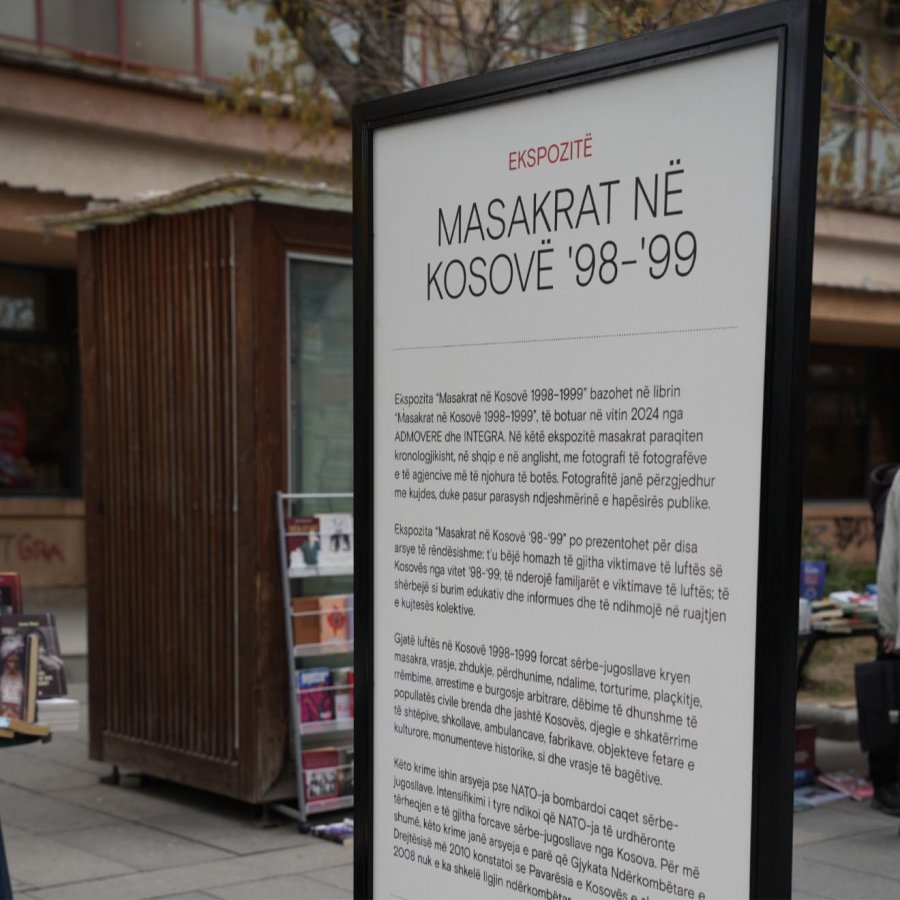 EKSPOZITË
MASAKRAT NË
KOSOVË '98-'99
Ekspozita "Masakrat në Kosovë 1998-1999" bazohet në librin
"Masakrat në Kosovë 1998-1999", të botuar në vitin 2024 nga
ADMOVERE dhe INTEGRA. Në këtë ekspozitë masakrat paraqiten
kronologjikisht, në shqip e në anglisht, me fotografi të fotografëve
e të agjencive më të njohura të botës. Fotografitë janë përzgjedhur
me kujdes, duke pasur parasysh ndjeshmërinë e hapësirës publike.
Ekspozita "Masakrat në Kosovë '98-'99" po prezentohet për disa
arsye të rëndësishme: t'u bëjë homazh të gjitha viktimave të luftës së
Kosovës nga vitet '98-'99; të nderojë familjarët e viktimave të luftës; të
shërbejë si burim edukativ dhe informues dhe të ndihmojë në ruajtjen
e kujtesës kolektive.
Gjatë luftës në Kosovë 1998-1999 forcat sërbe-jugosllave kryen
masakra, vrasje, zhdukje, përdhunime, ndalime, torturime, plaçkitje,
rrëmbime, arrestime e burgosje arbitrare, dëbime të dhunshme të
popullatës civile brenda dhe jashtë Kosovës, djegie e shkatërrime
të shtëpive, shkollave, ambulancave, fabrikave, objekteve fetare e
kulturore, monumenteve historike, si dhe vrasje të bagëtive.
Këto krime ishin arsyeja pse NATO-ja bombardoi caqet sërbe-
jugosllave. Intensifikimi i tyre ndikoi që NATO-ja të urdhëronte
tërheqjen e të gjitha forcave sërbe-jugosllave nga Kosova. Për më
shumë, këto krime janë arsyeja e parë që Gjykata Ndërkombëtare e
Drejtësisë më 2010 konstatoi se Pavarësia e Kosovës e
2008 nuk e ka shkelë ligjin ndërkombëtar
GRA